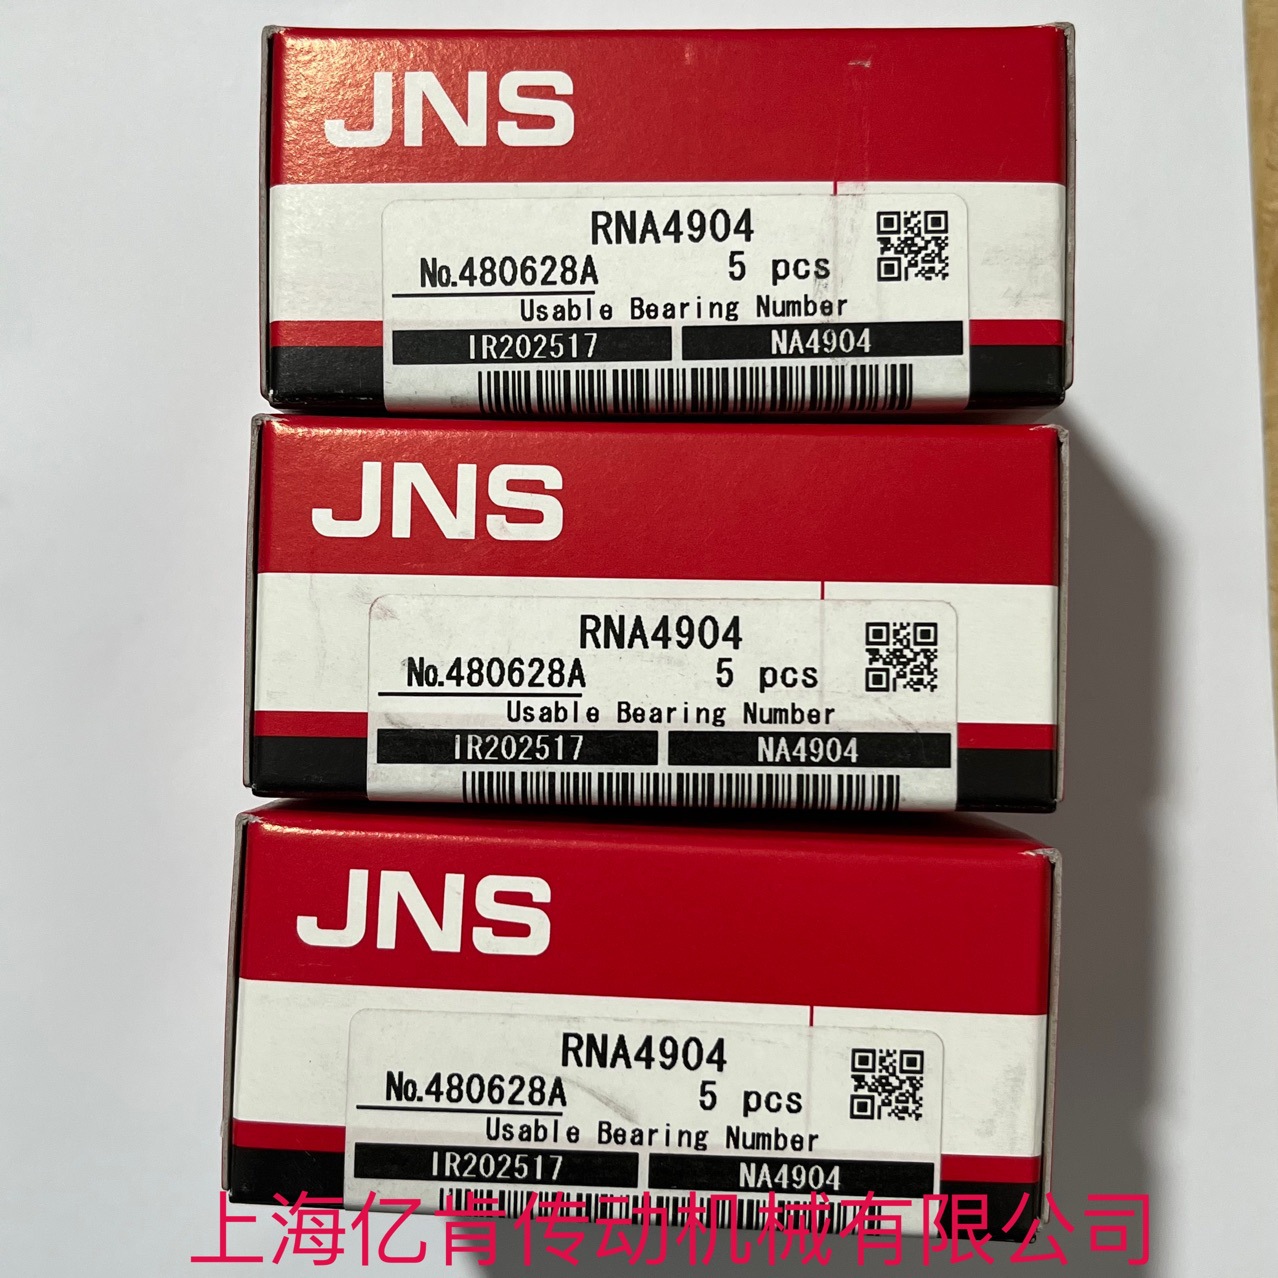 JNS
RNA4904
No.480628A 5 pcs
Usable Bearing Number
IR202517 NA4904
JNS
RNA4904
No.480628A 5 pcs
Usable Bearing Number
IR202517 NA4904
JNS
RNA4904
No.480628A 5 pcs
Usable Bearing Number
IR202517 NA4904
上海亿肯传动机械有限公司